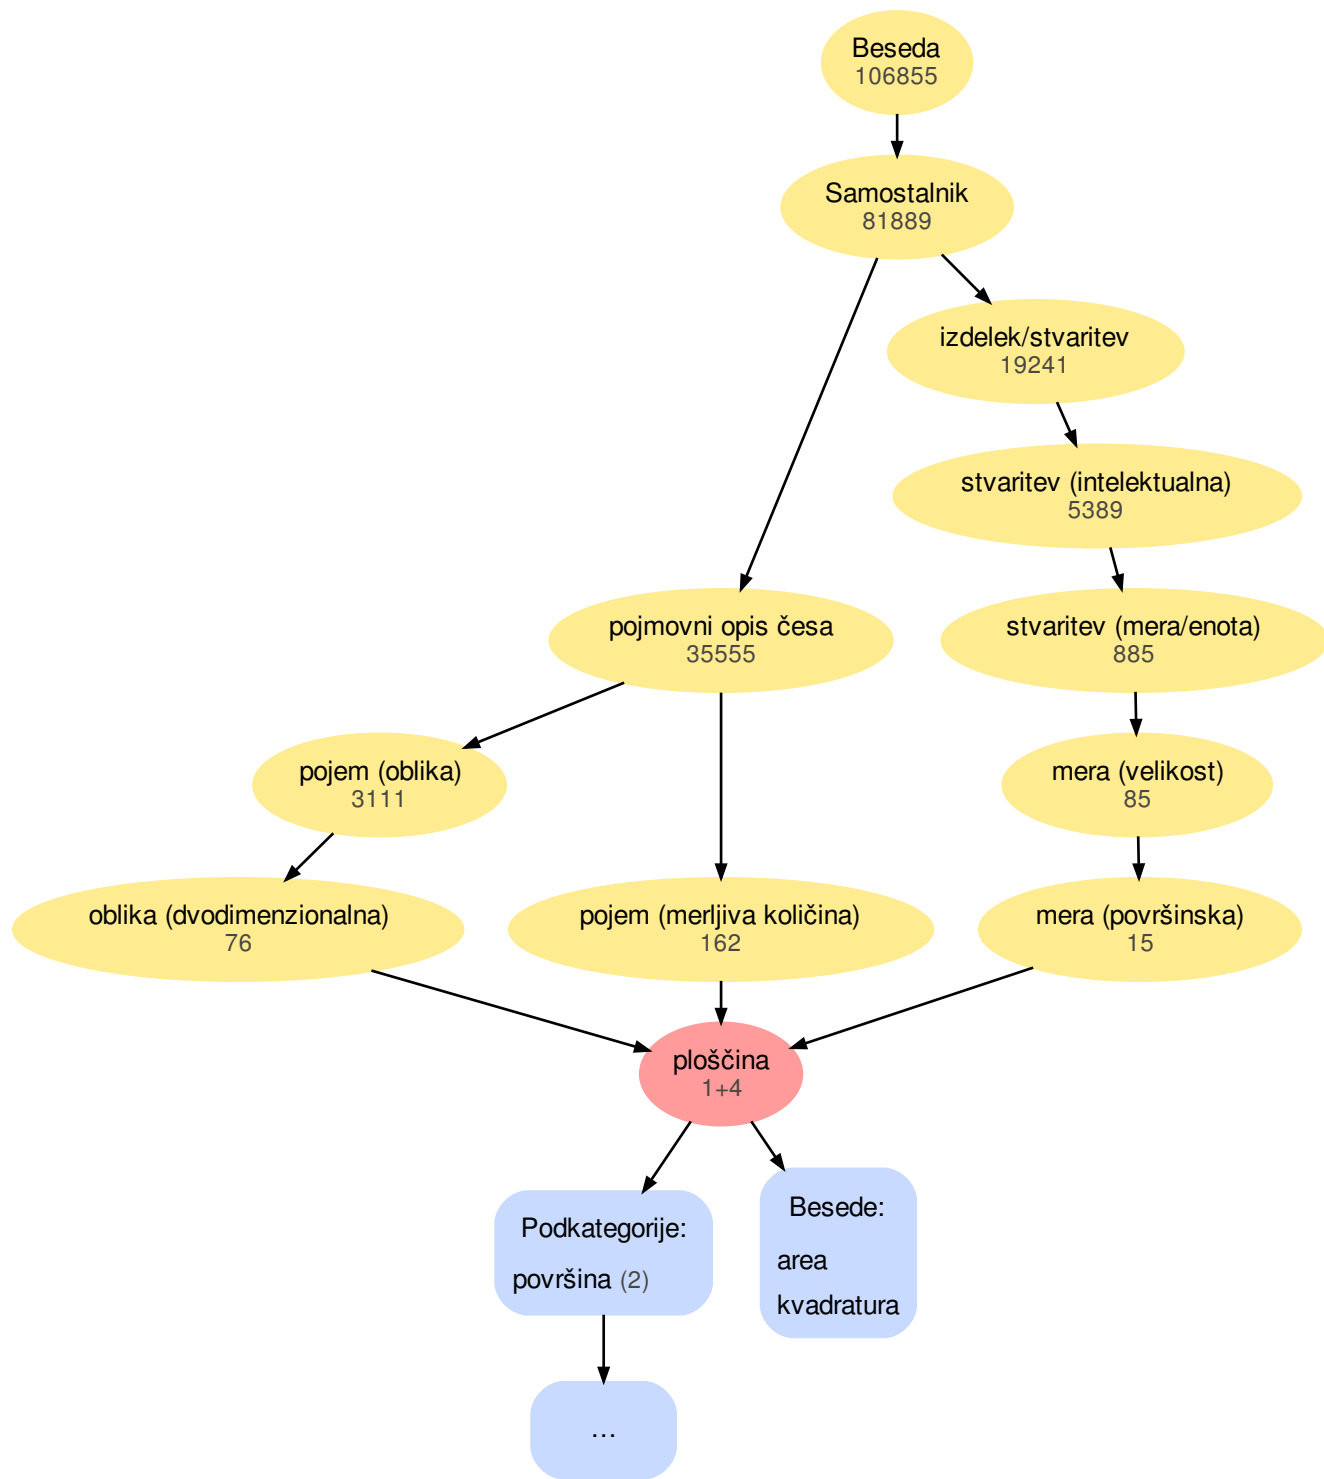 Beseda
106855
Samostalnik
81889
izdelek/stvaritev
19241
stvaritev (intelektualna)
5389
pojmovni opis česa
35555
stvaritev (mera/enota)
885
pojem (oblika)
3111
mera (velikost)
85
oblika (dvodimenzionalna)
76
pojem (merljiva količina)
162
mera (površinska)
15
ploščina
1+4
Podkategorije:
površina (2)
Besede:
area
kvadratura
…